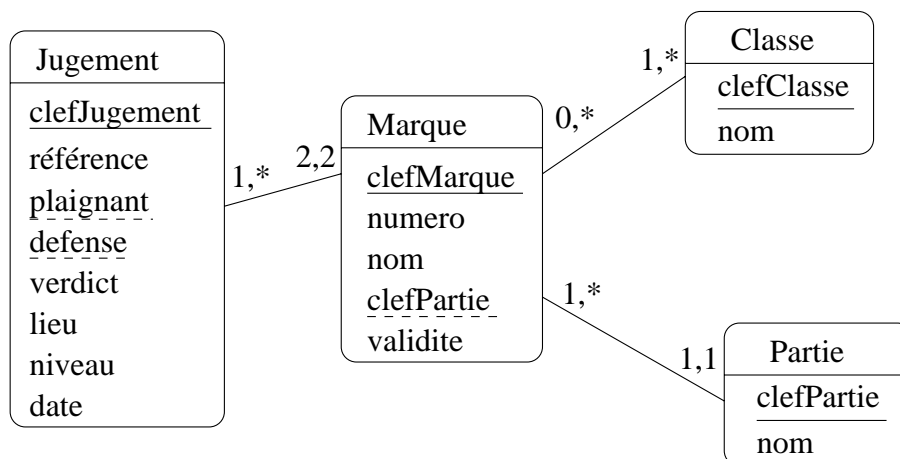 Jugement
clefJugement
référence
plaignant
defense
verdict
lieu
niveau
date
1,*
2,2
Marque
clefMarque
numero
nom
clefPartie
validite
0,*
1,*
Classe
clefClasse
nom
1,*
1,1
Partie
clefPartie
nom